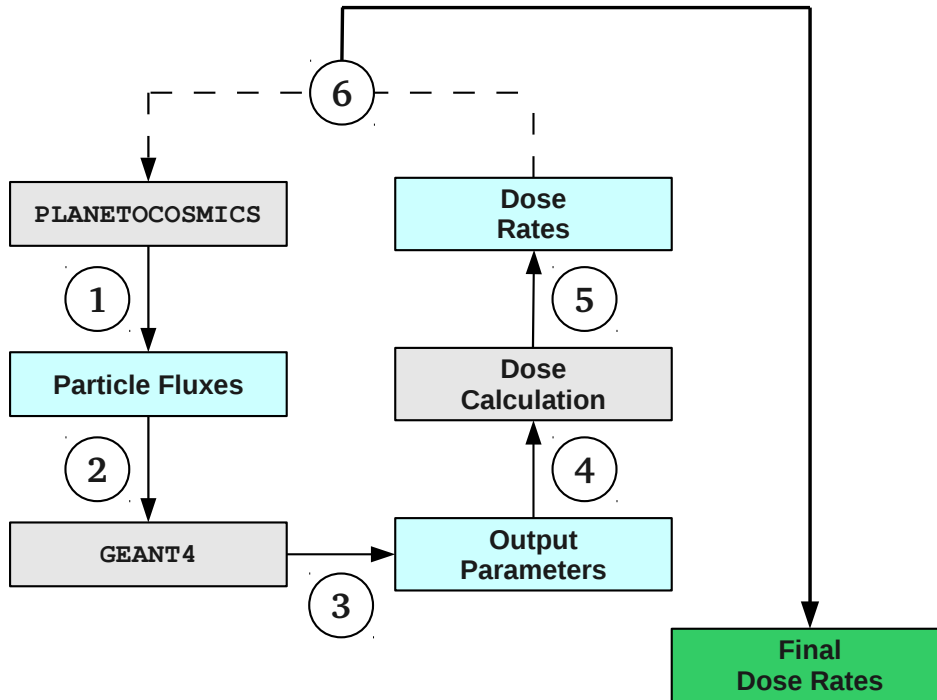 6
PLANETOCOSMICS
Dose
Rates
1
5
Particle Fluxes
Dose
Calculation
2
4
GEANT4
Output
Parameters
3
Final
Dose Rates